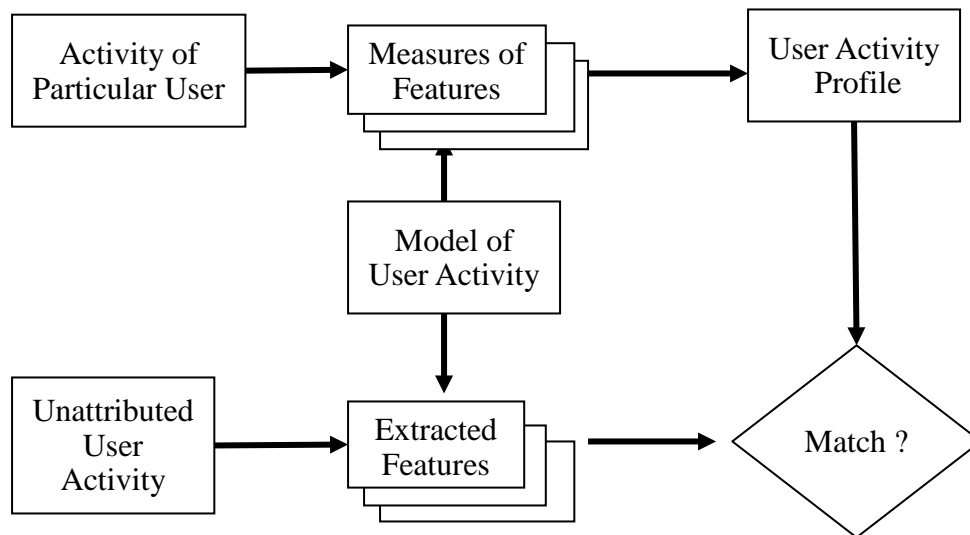 Activity of
Particular User
Measures of
Features
User Activity
Profile
Model of
User Activity
Unattributed
User
Activity
Extracted
Features
Match ?